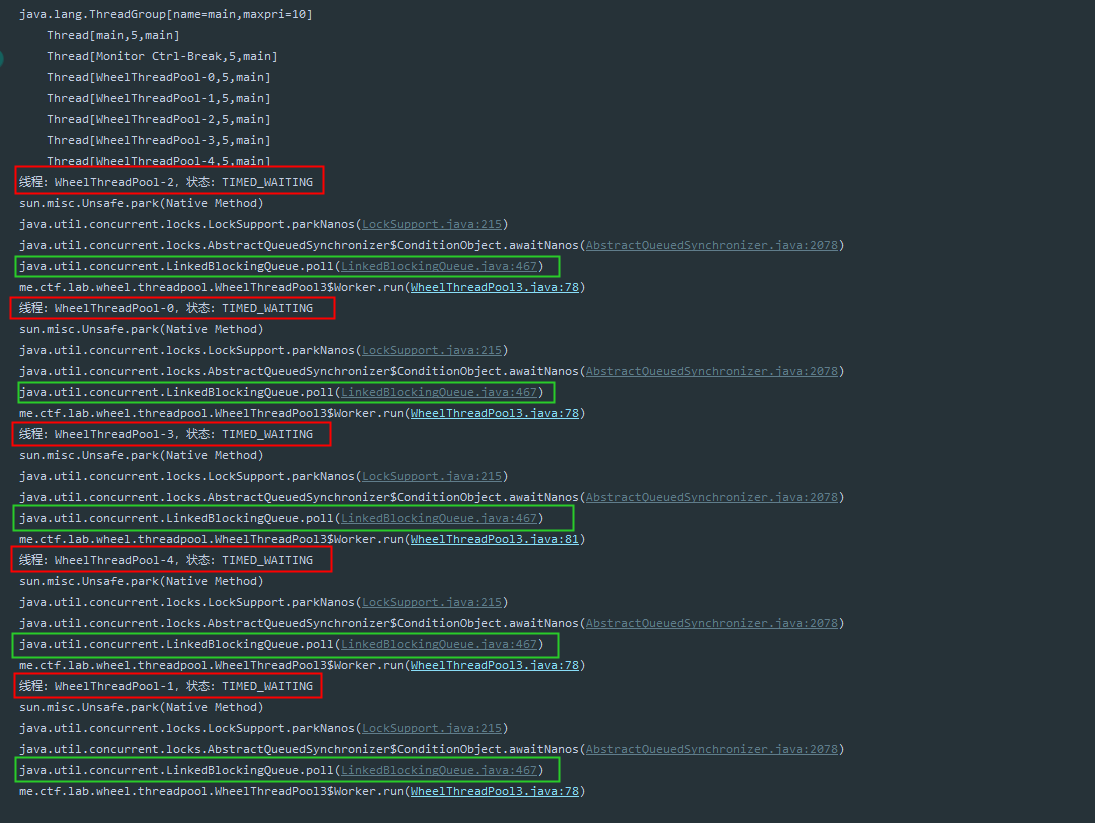 java.lang.ThreadGroup[name=main,maxpri=10]
Thread[main,5,main]
Thread[Monitor Ctrl-Break,5,main]
Thread[WheelThreadPool-0,5,main]
Thread[WheelThreadPool-1,5,main]
Thread[WheelThreadPool-2,5,main]
Thread[WheelThreadPool-3,5,main]
Thread[WheelThreadPool-4,5,main]
线程: WheelThreadPool-2, 状态: TIMED_WAITING
sun.misc.Unsafe.park(Native Method)
java.util.concurrent.locks.LockSupport.parkNanos(LockSupport.java:215)
java.util.concurrent.locks.AbstractQueuedSynchronizer$ConditionObject.awaitNanos(AbstractQueuedSynchronizer.java:2078)
java.util.concurrent.LinkedBlockingQueue.poll(LinkedBlockingQueue.java:467)
me.ctf.lab.wheel.threadpool.WheelThreadPool3$Worker.run(WheelThreadPool3.java:78)
线程: WheelThreadPool-0, 状态: TIMED_WAITING
sun.misc.Unsafe.park(Native Method)
java.util.concurrent.locks.LockSupport.parkNanos(LockSupport.java:215)
java.util.concurrent.locks.AbstractQueuedSynchronizer$ConditionObject.awaitNanos(AbstractQueuedSynchronizer.java:2078)
java.util.concurrent.LinkedBlockingQueue.poll(LinkedBlockingQueue.java:467)
me.ctf.lab.wheel.threadpool.WheelThreadPool3$Worker.run(WheelThreadPool3.java:78)
线程: WheelThreadPool-3, 状态: TIMED_WAITING
sun.misc.Unsafe.park(Native Method)
java.util.concurrent.locks.LockSupport.parkNanos(LockSupport.java:215)
java.util.concurrent.locks.AbstractQueuedSynchronizer$ConditionObject.awaitNanos(AbstractQueuedSynchronizer.java:2078)
java.util.concurrent.LinkedBlockingQueue.poll(LinkedBlockingQueue.java:467)
me.ctf.lab.wheel.threadpool.WheelThreadPool3$Worker.run(WheelThreadPool3.java:81)
线程: WheelThreadPool-4, 状态: TIMED_WAITING
sun.misc.Unsafe.park(Native Method)
java.util.concurrent.locks.LockSupport.parkNanos(LockSupport.java:215)
java.util.concurrent.locks.AbstractQueuedSynchronizer$ConditionObject.awaitNanos(AbstractQueuedSynchronizer.java:2078)
java.util.concurrent.LinkedBlockingQueue.poll(LinkedBlockingQueue.java:467)
me.ctf.lab.wheel.threadpool.WheelThreadPool3$Worker.run(WheelThreadPool3.java:78)
线程: WheelThreadPool-1, 状态: TIMED_WAITING
sun.misc.Unsafe.park(Native Method)
java.util.concurrent.locks.LockSupport.parkNanos(LockSupport.java:215)
java.util.concurrent.locks.AbstractQueuedSynchronizer$ConditionObject.awaitNanos(AbstractQueuedSynchronizer.java:2078)
java.util.concurrent.LinkedBlockingQueue.poll(LinkedBlockingQueue.java:467)
me.ctf.lab.wheel.threadpool.WheelThreadPool3$Worker.run(WheelThreadPool3.java:78)